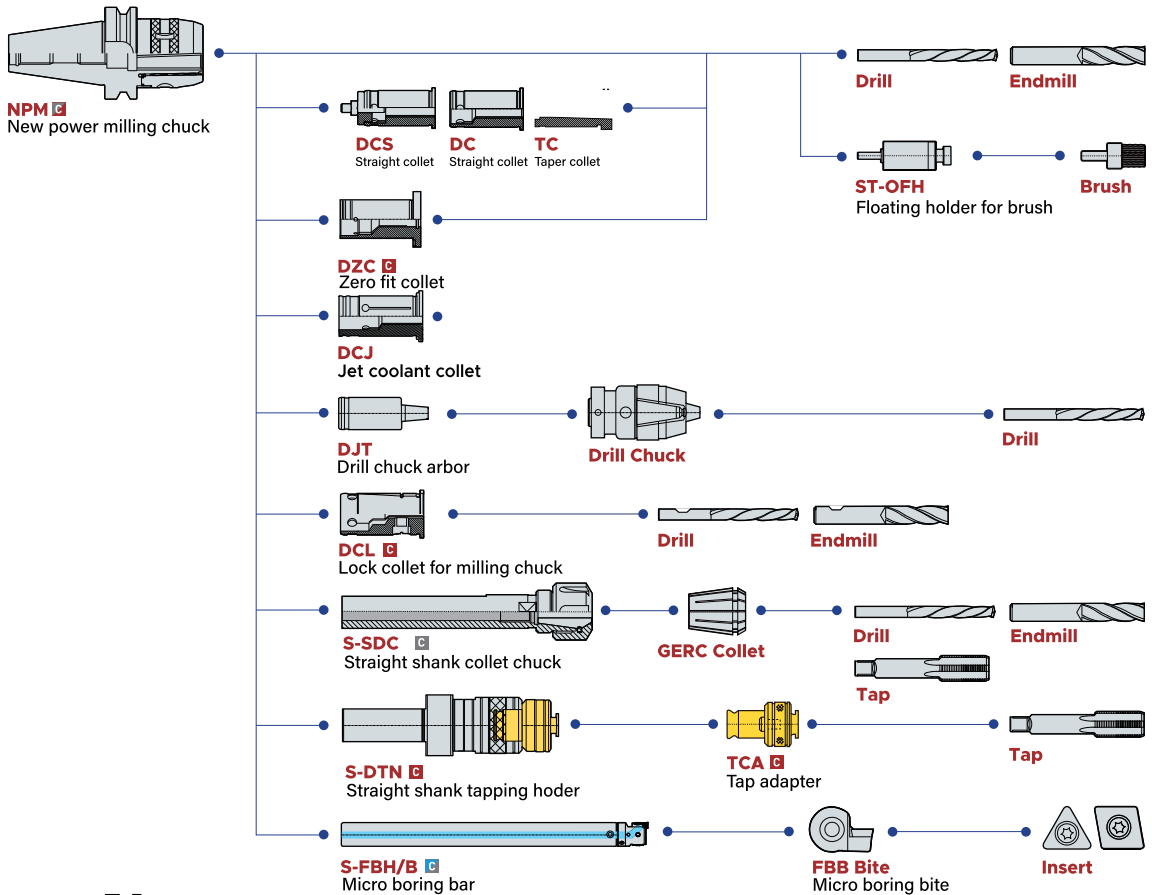 NPM C
New power milling chuck
Drill
Endmill
DCS
Straight collet
DC
Straight collet
TC
Taper collet
ST-OFH
Floating holder for brush
Brush
DZC C
Zero fit collet
DCJ
Jet coolant collet
DJT
Drill chuck arbor
Drill Chuck
Drill
DCL C
Lock collet for milling chuck
Drill
Endmill
S-SDC C
Straight shank collet chuck
GERC Collet
Drill
Endmill
Tap
S-DTN C
Straight shank tapping hoder
TCA C
Tap adapter
Tap
S-FBH/B C
Micro boring bar
FBB Bite
Micro boring bite
Insert